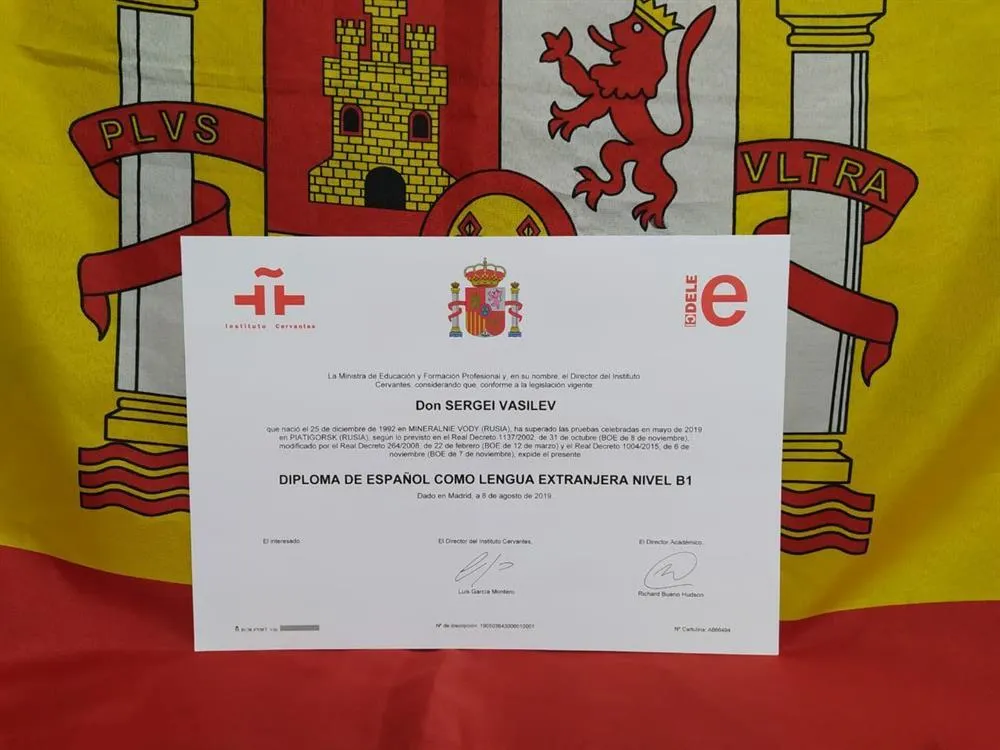 PLVS
VLTRA
Instituto Cervantes
DELE
e
La Ministra de Educación y Formación Profesional y, en su nombre, el Director del Instituto
Cervantes, considerando que, conforme a la legislación vigente
Don SERGEI VASILEV
que nació el 25 de diciembre de 1992 en MINERALNIE VODY (RUSIA), ha superado las pruebas celebradas en mayo de 2019
en PIATIGORSK (RUSIA), según lo previsto en el Real Decreto 1137/2002, de 31 de octubre (BOE de 8 de noviembre),
modificado por el Real Decreto 264/2008, de 22 de febrero (BOE de 12 de marzo) y el Real Decreto 1004/2015, de 6 de
noviembre (BOE de 7 de noviembre), expide el presente
DIPLOMA DE ESPAÑOL COMO LENGUA EXTRANJERA NIVEL B1
Dado en Madrid, a 8 de agosto de 2019.
El interesado, El Director del Instituto Cervantes, El Director Académico,
Luis García Montero Richard Bueno Hudson
Nº de inscripción: Nº Cartulina: